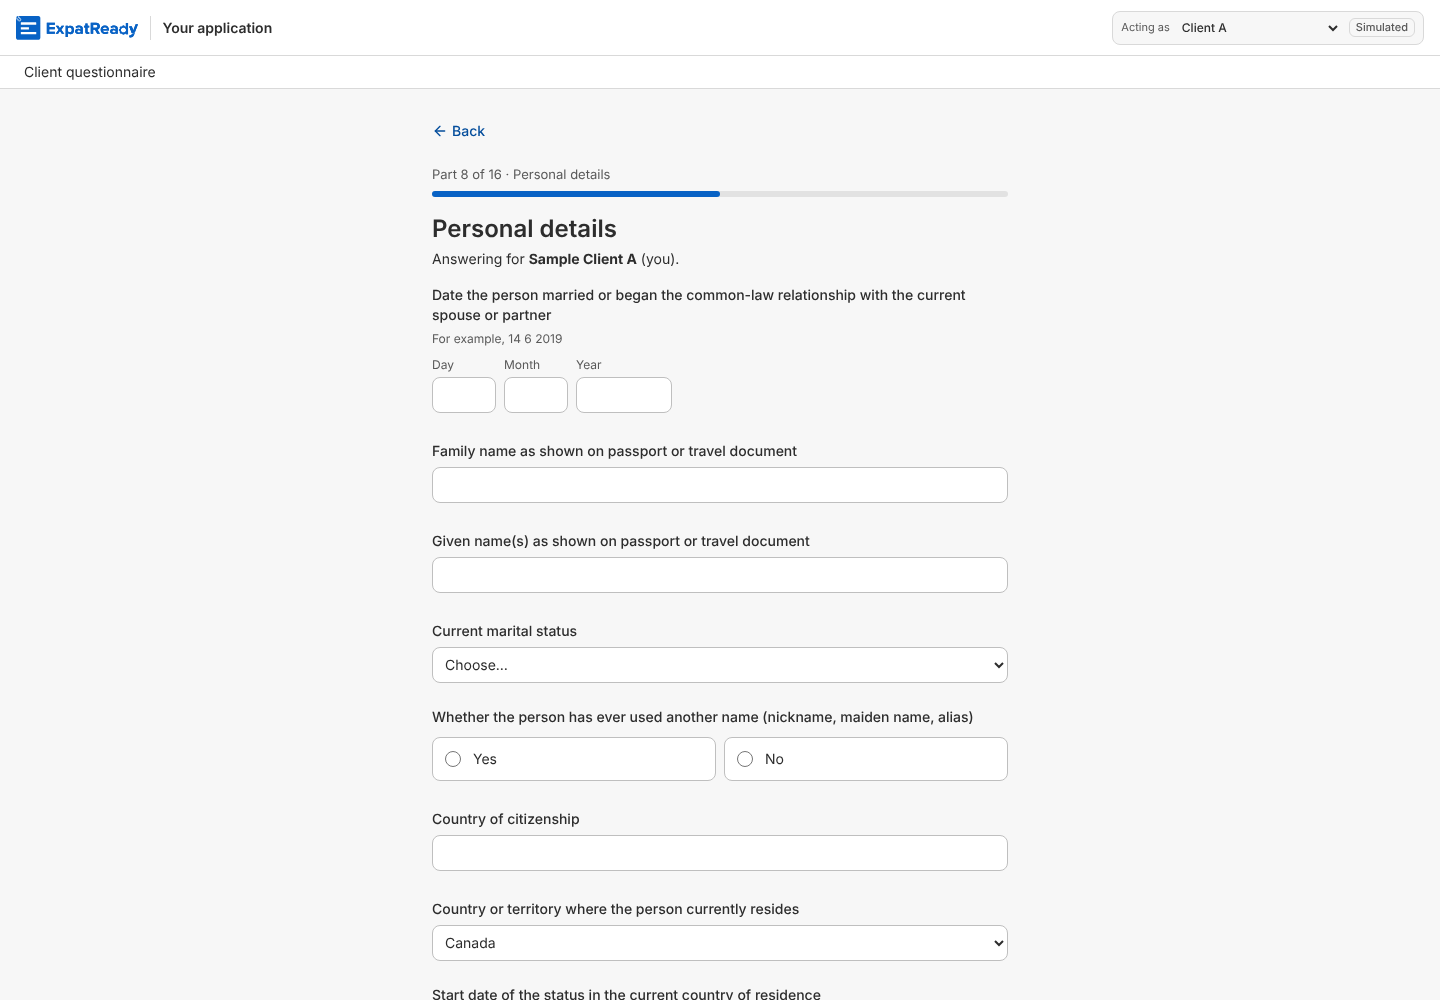 ExpatReady
Your application
Acting as Client A Simulated
Client questionnaire
Back
Part 8 of 16 · Personal details
Personal details
Answering for Sample Client A (you).
Date the person married or began the common-law relationship with the current
spouse or partner
For example, 14 6 2019
Day Month Year
Family name as shown on passport or travel document
Given name(s) as shown on passport or travel document
Current marital status
Choose...
Whether the person has ever used another name (nickname, maiden name, alias)
Yes No
Country of citizenship
Country or territory where the person currently resides
Canada
Start date of the status in the current country of residence